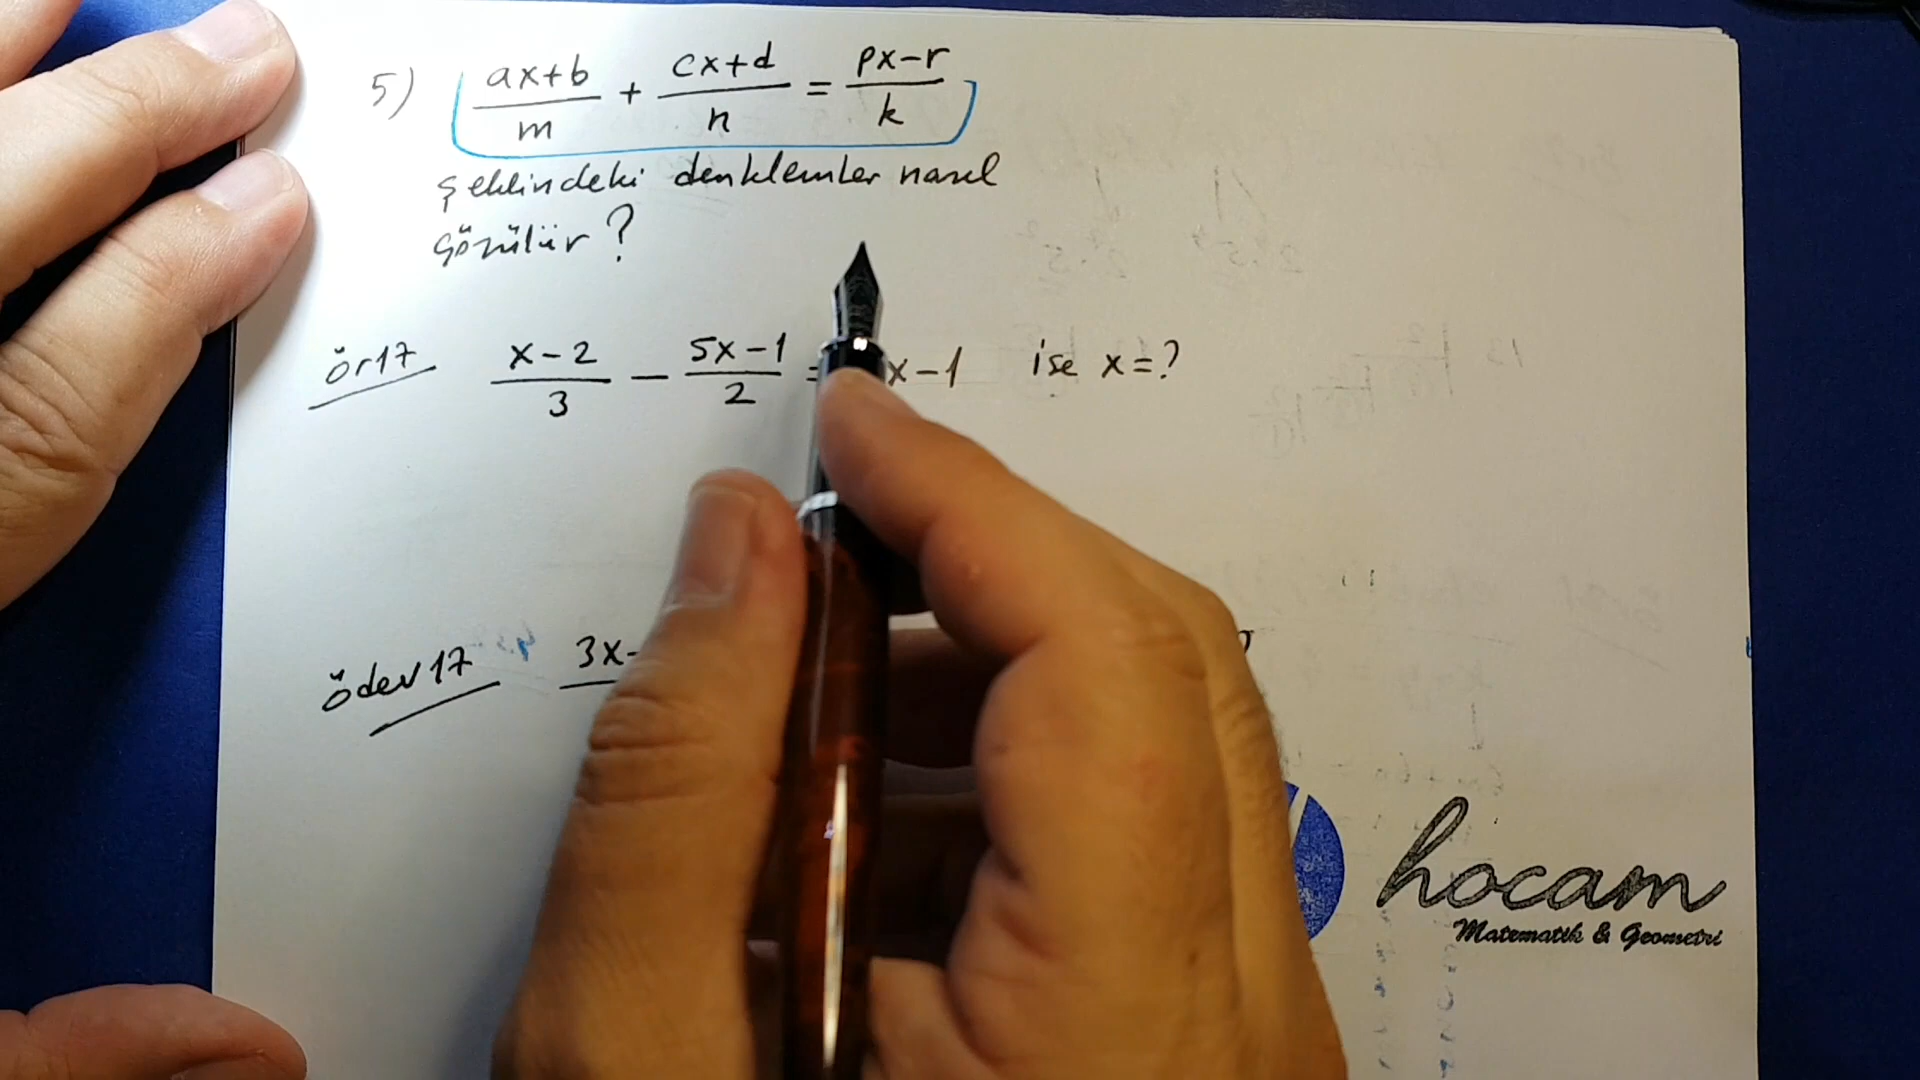 5) ax+b/m + cx+d/n = px-r/k
şeklindeki denklemler nasıl
çözülür?
ör17 x-2/3 - 5x-1/2 = x-1 ise x=?
ödev17 3x-
hocam
Matematik & Geometri